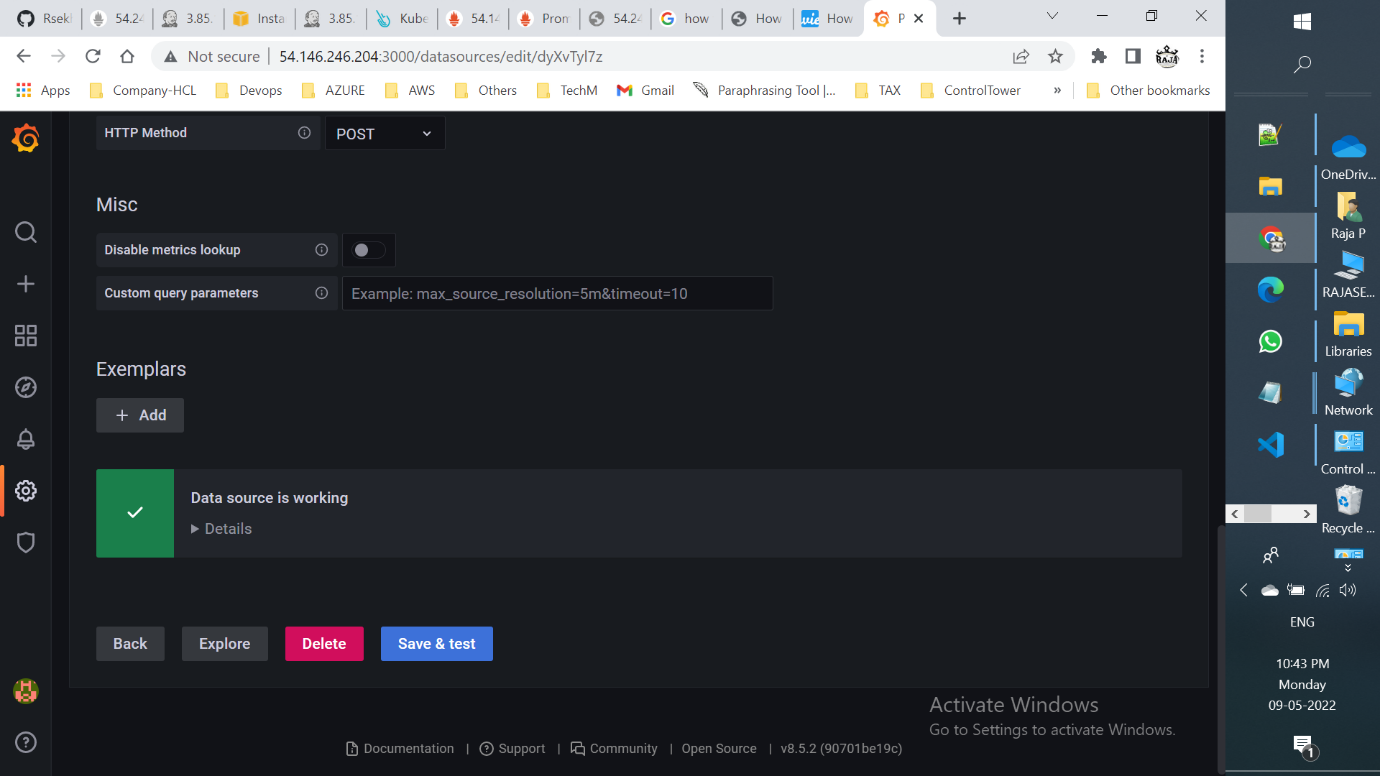 Rsek
54.24
3.85.
Insta
3.85.
Kube
54.14
Prom
54.24
how
How
How
P
Not secure
54.146.246.204:3000/datasources/edit/dyXvTyl7z
Apps
Company-HCL
Devops
AZURE
AWS
Others
TechM
Gmail
Paraphrasing Tool |...
TAX
ControlTower
»
Other bookmarks
HTTP Method
POST
Misc
Disable metrics lookup
Custom query parameters
Example: max_source_resolution=5m&timeout=10
Exemplars
+ Add
Data source is working
Details
Back
Explore
Delete
Save & test
Activate Windows
Go to Settings to activate Windows.
Documentation | Support | Community | Open Source | v8.5.2 (90701be19c)
OneDriv...
Raja P
RAJASE...
Libraries
Network
Control ...
Recycle ...
ENG
10:43 PM
Monday
09-05-2022
1